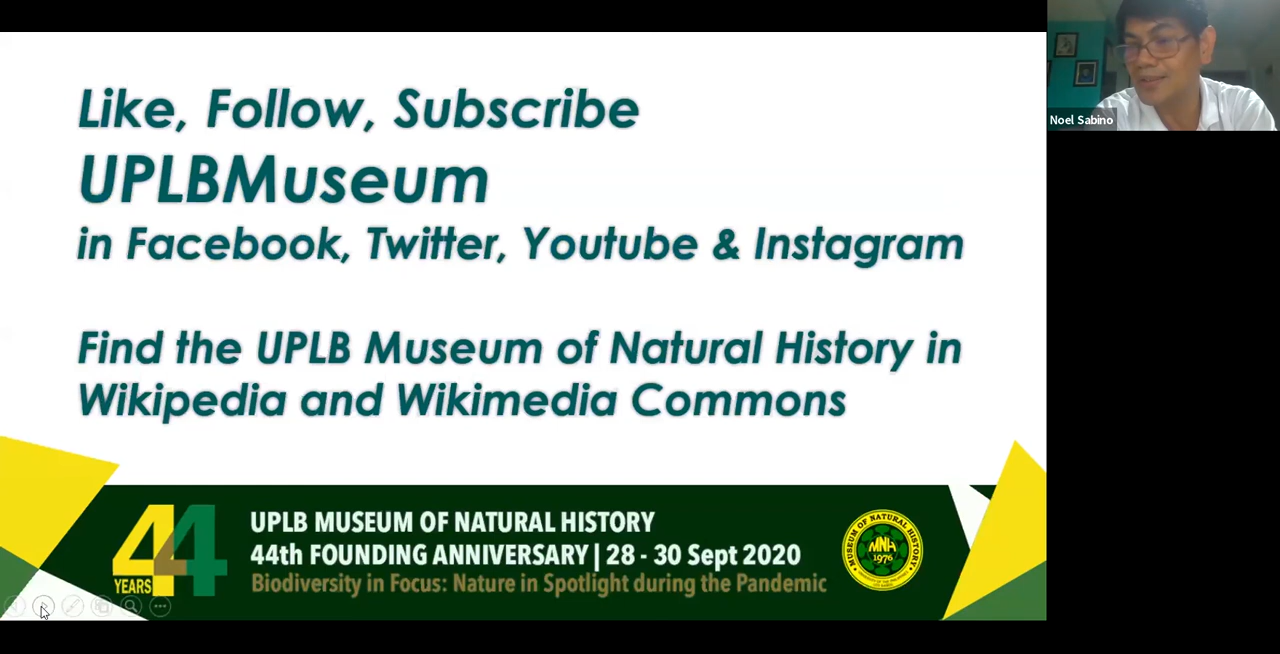 Like, Follow, Subscribe
UPLBMuseum
in Facebook, Twitter, Youtube & Instagram
Find the UPLB Museum of Natural History in
Wikipedia and Wikimedia Commons
44
YEARS
UPLB MUSEUM OF NATURAL HISTORY
44th FOUNDING ANNIVERSARY | 28 - 30 Sept 2020
Biodiversity in Focus: Nature in Spotlight during the Pandemic
MUSEUM OF NATURAL HISTORY
MNH
1976
Noel Sabino